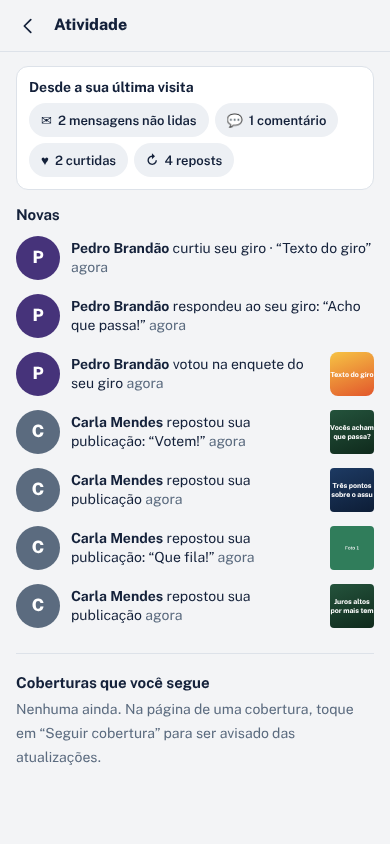 Atividade
Desde a sua última visita
✉ 2 mensagens não lidas
💬 1 comentário
♥ 2 curtidas
↻ 4 reposts
Novas
P
Pedro Brandão curtiu seu giro · “Texto do giro”
agora
P
Pedro Brandão respondeu ao seu giro: “Acho
que passa!” agora
P
Pedro Brandão votou na enquete do
seu giro agora
Texto do giro
C
Carla Mendes repostou sua
publicação: “Votem!” agora
Vocês acham
que passa?
C
Carla Mendes repostou sua
publicação agora
Três pontos
sobre o assu
C
Carla Mendes repostou sua
publicação: “Que fila!” agora
Foto 1
C
Carla Mendes repostou sua
publicação agora
Juros altos
por mais tem
Coberturas que você segue
Nenhuma ainda. Na página de uma cobertura, toque
em “Seguir cobertura” para ser avisado das
atualizações.